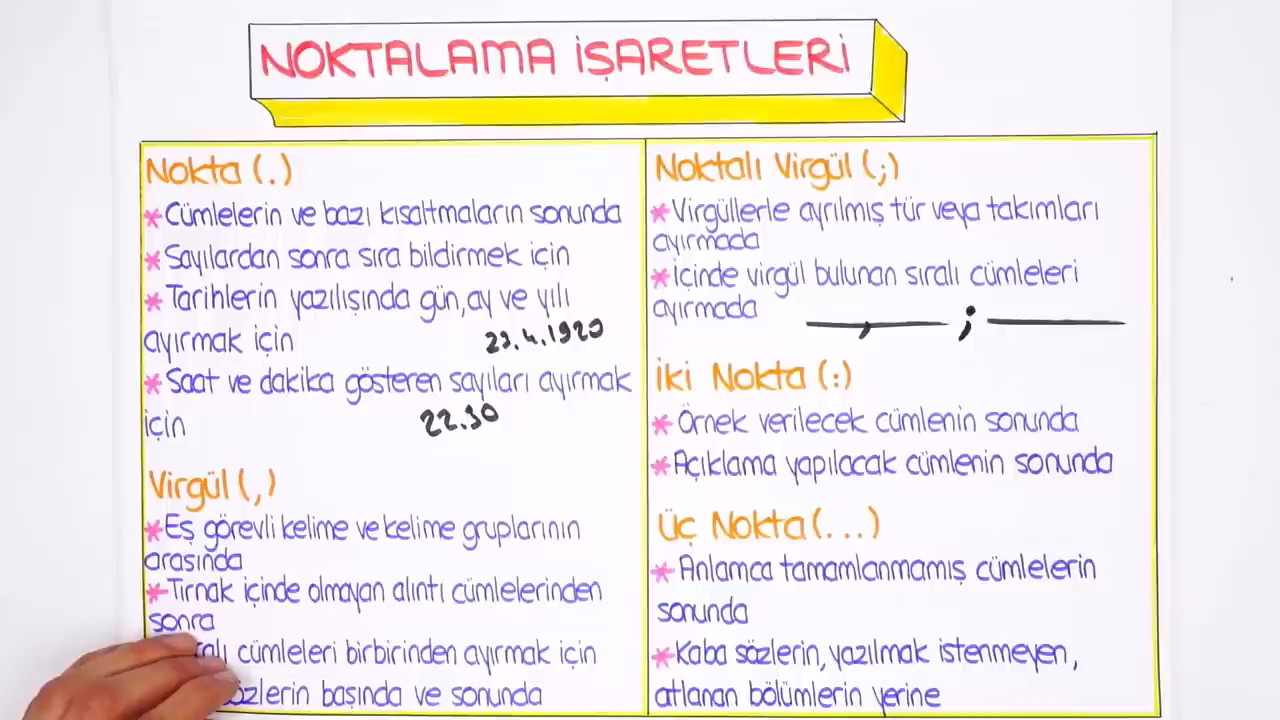 NOKTALAMA İŞARETLERİ
Nokta (.)
* Cümlelerin ve bazı kısaltmaların sonunda
* Sayılardan sonra sıra bildirmek için
* Tarihlerin yazılışında gün, ay ve yılı
ayırmak için
23.4.1920
* Saat ve dakika gösteren sayıları ayırmak
için
22.30
Virgül (,)
* Eş görevli kelime ve kelime gruplarının
arasında
* Tırnak içinde olmayan alıntı cümlelerinden
sonra
cümleleri birbirinden ayırmak için
başında ve sonunda
Noktalı Virgül (;)
* Virgüllerle ayrılmış tür veya takımları
ayırmada
* İçinde virgül bulunan sıralı cümleleri
ayırmada
, ;
İki Nokta (:)
* Örnek verilecek cümlenin sonunda
* Açıklama yapılacak cümlenin sonunda
Üç Nokta (...)
* Anlamca tamamlanmamış cümlelerin
sonunda
* Kaba sözlerin, yazılmak istenmeyen,
atlanan bölümlerin yerine